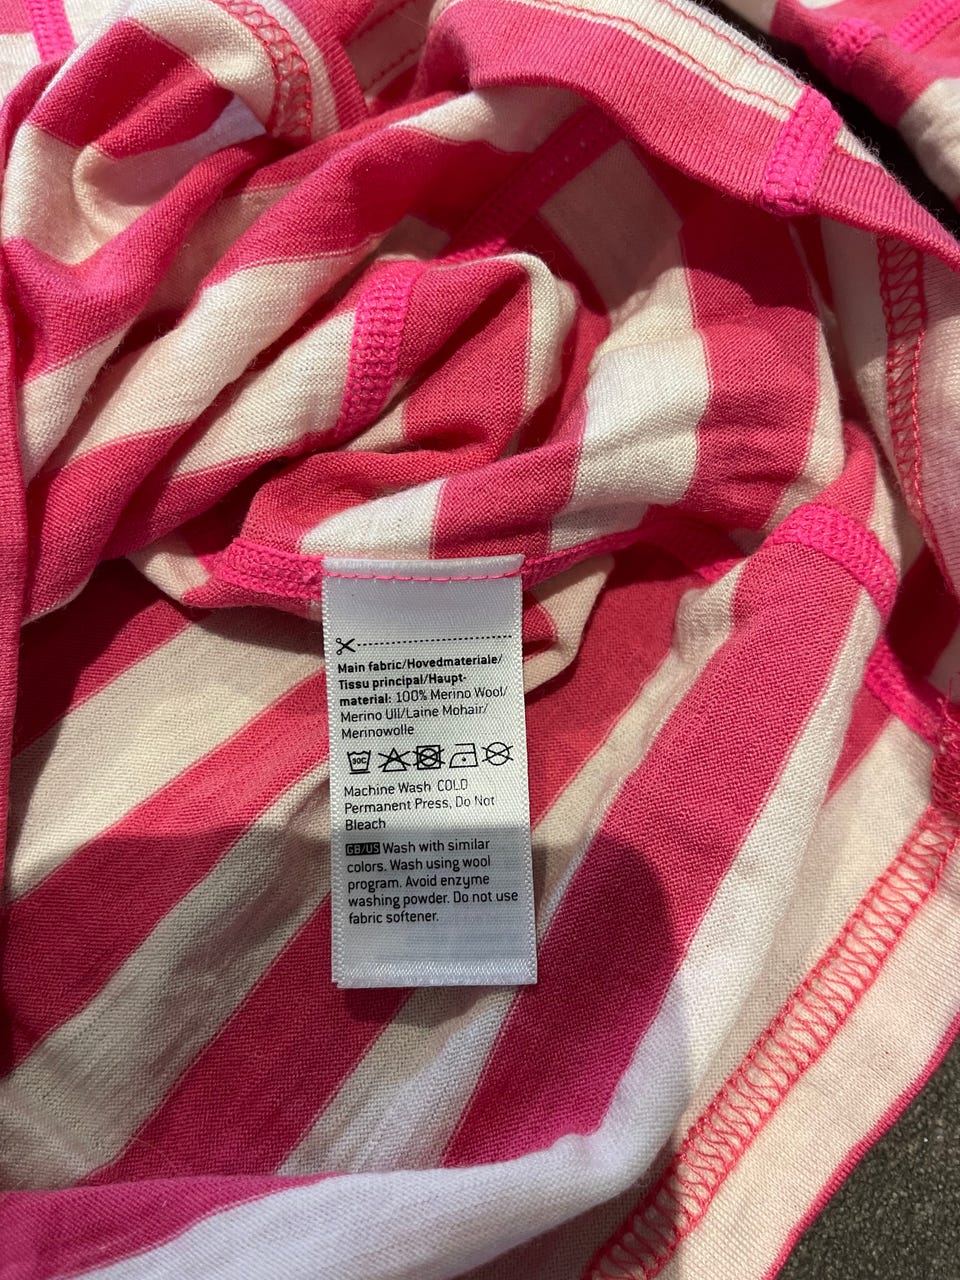 Main fabric/Hovedmateriale/
Tissu principal/Haupt-
material: 100% Merino Wool/
Merino Ull/Laine Mohair/
Merinowolle
30C
Machine Wash COLD
Permanent Press, Do Not
Bleach
GB/US Wash with similar
colors. Wash using wool
program. Avoid enzyme
washing powder. Do not use
fabric softener.